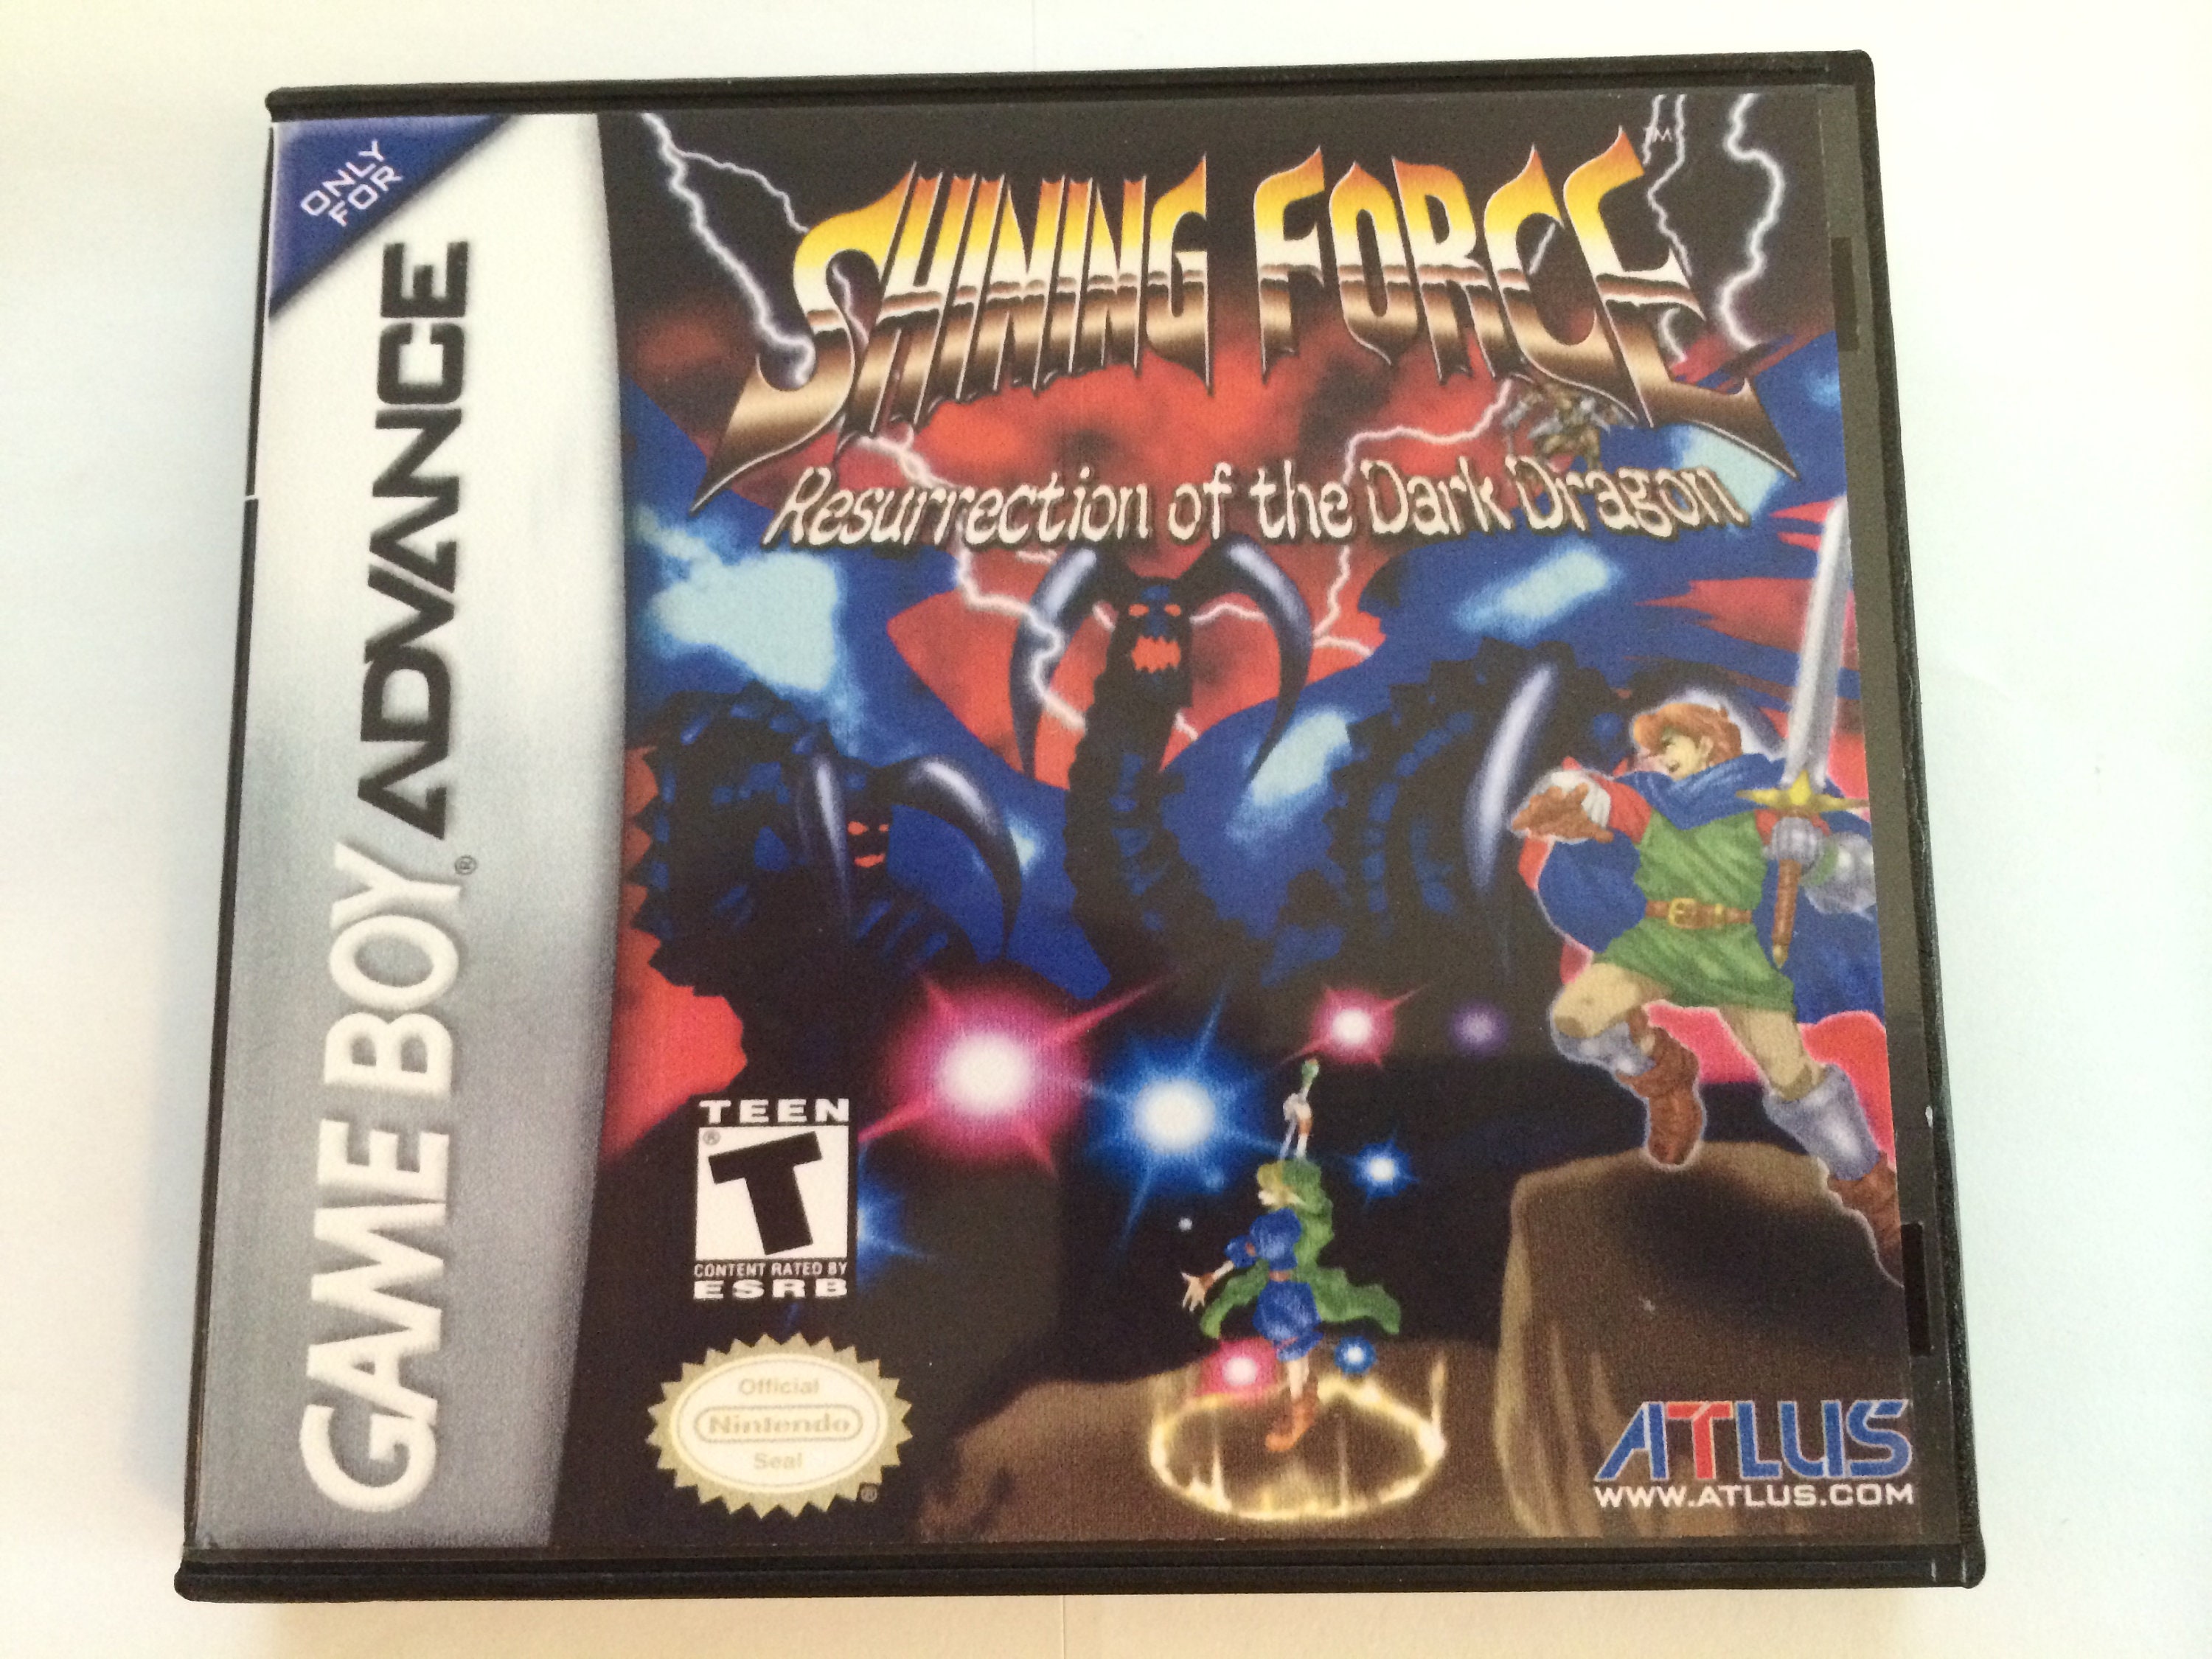 ONLY
FOR
GAME BOY ADVANCE®
SHINING FORCE™
Resurrection of the Dark Dragon
TEEN
T®
CONTENT RATED BY
ESRB
Official
Nintendo
Seal
®
ATLUS
WWW.ATLUS.COM